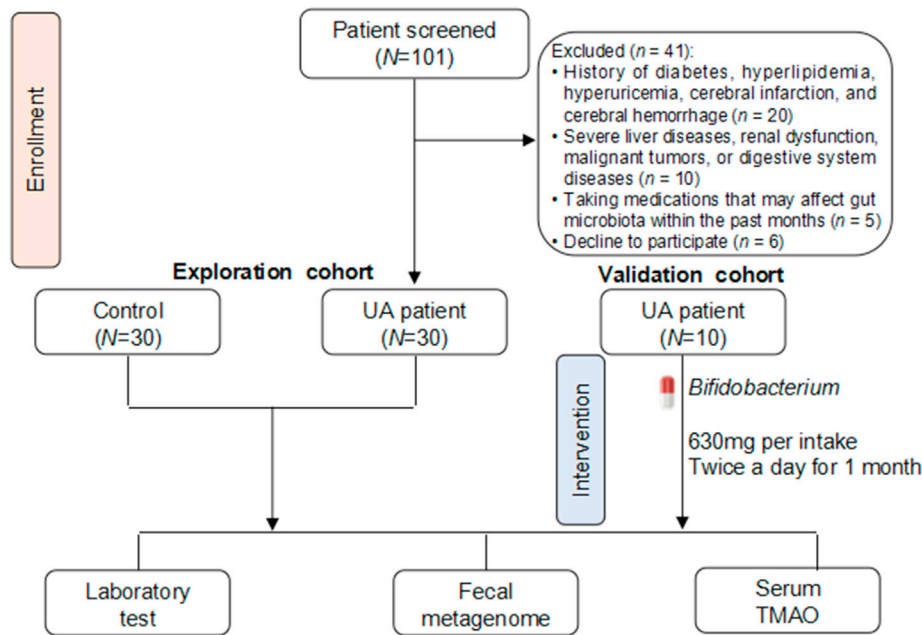 Patient screened
(N=101)
Enrollment
Excluded (n = 41):
• History of diabetes, hyperlipidemia,
hyperuricemia, cerebral infarction, and
cerebral hemorrhage (n = 20)
• Severe liver diseases, renal dysfunction,
malignant tumors, or digestive system
diseases (n = 10)
• Taking medications that may affect gut
microbiota within the past months (n = 5)
• Decline to participate (n = 6)
Exploration cohort
Validation cohort
Control
(N=30)
UA patient
(N=30)
UA patient
(N=10)
Intervention
Bifidobacterium
630mg per intake
Twice a day for 1 month
Laboratory
test
Fecal
metagenome
Serum
TMAO